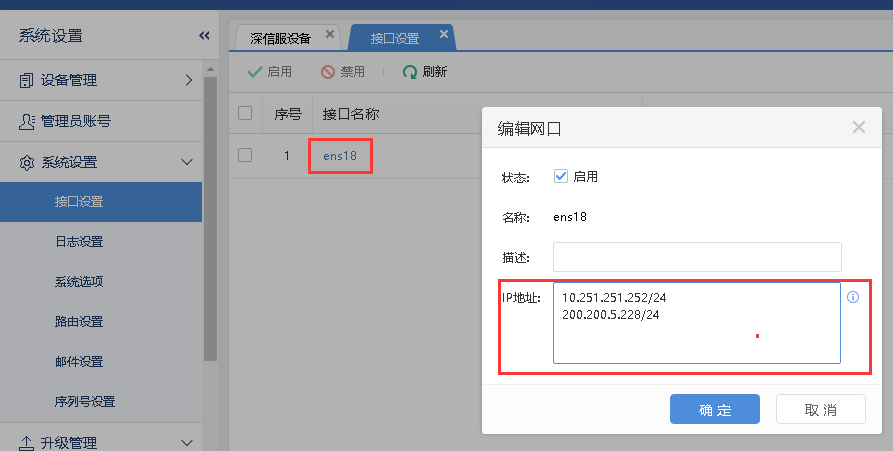 系统设置
«
深信服设备
接口设置
设备管理
管理员账号
系统设置
接口设置
日志设置
系统选项
路由设置
邮件设置
序列号设置
升级管理
启用
禁用
刷新
序号
接口名称
1
ens18
编辑网口
状态:
启用
名称:
ens18
描述:
IP地址:
10.251.251.252/24
200.200.5.228/24
确 定
取 消